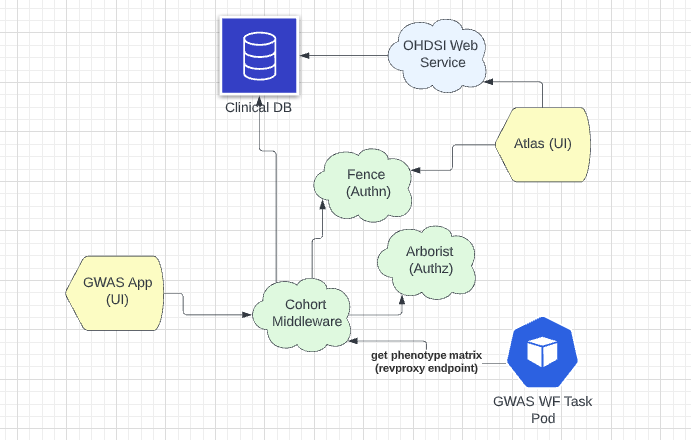 OHDSI Web
Service
Clinical DB
Atlas (UI)
Fence
(Authn)
Arborist
(Authz)
GWAS App
(UI)
Cohort
Middleware
get phenotype matrix
(revproxy endpoint)
GWAS WF Task
Pod